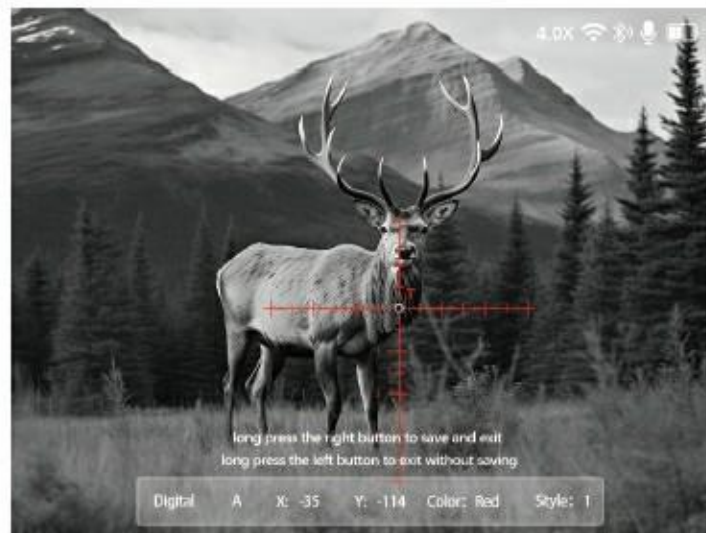 4.0X
long press the right button to save and exit
long press the left button to exit without saving
Digital A X: -35 Y: -114 Color: Red Style: 1